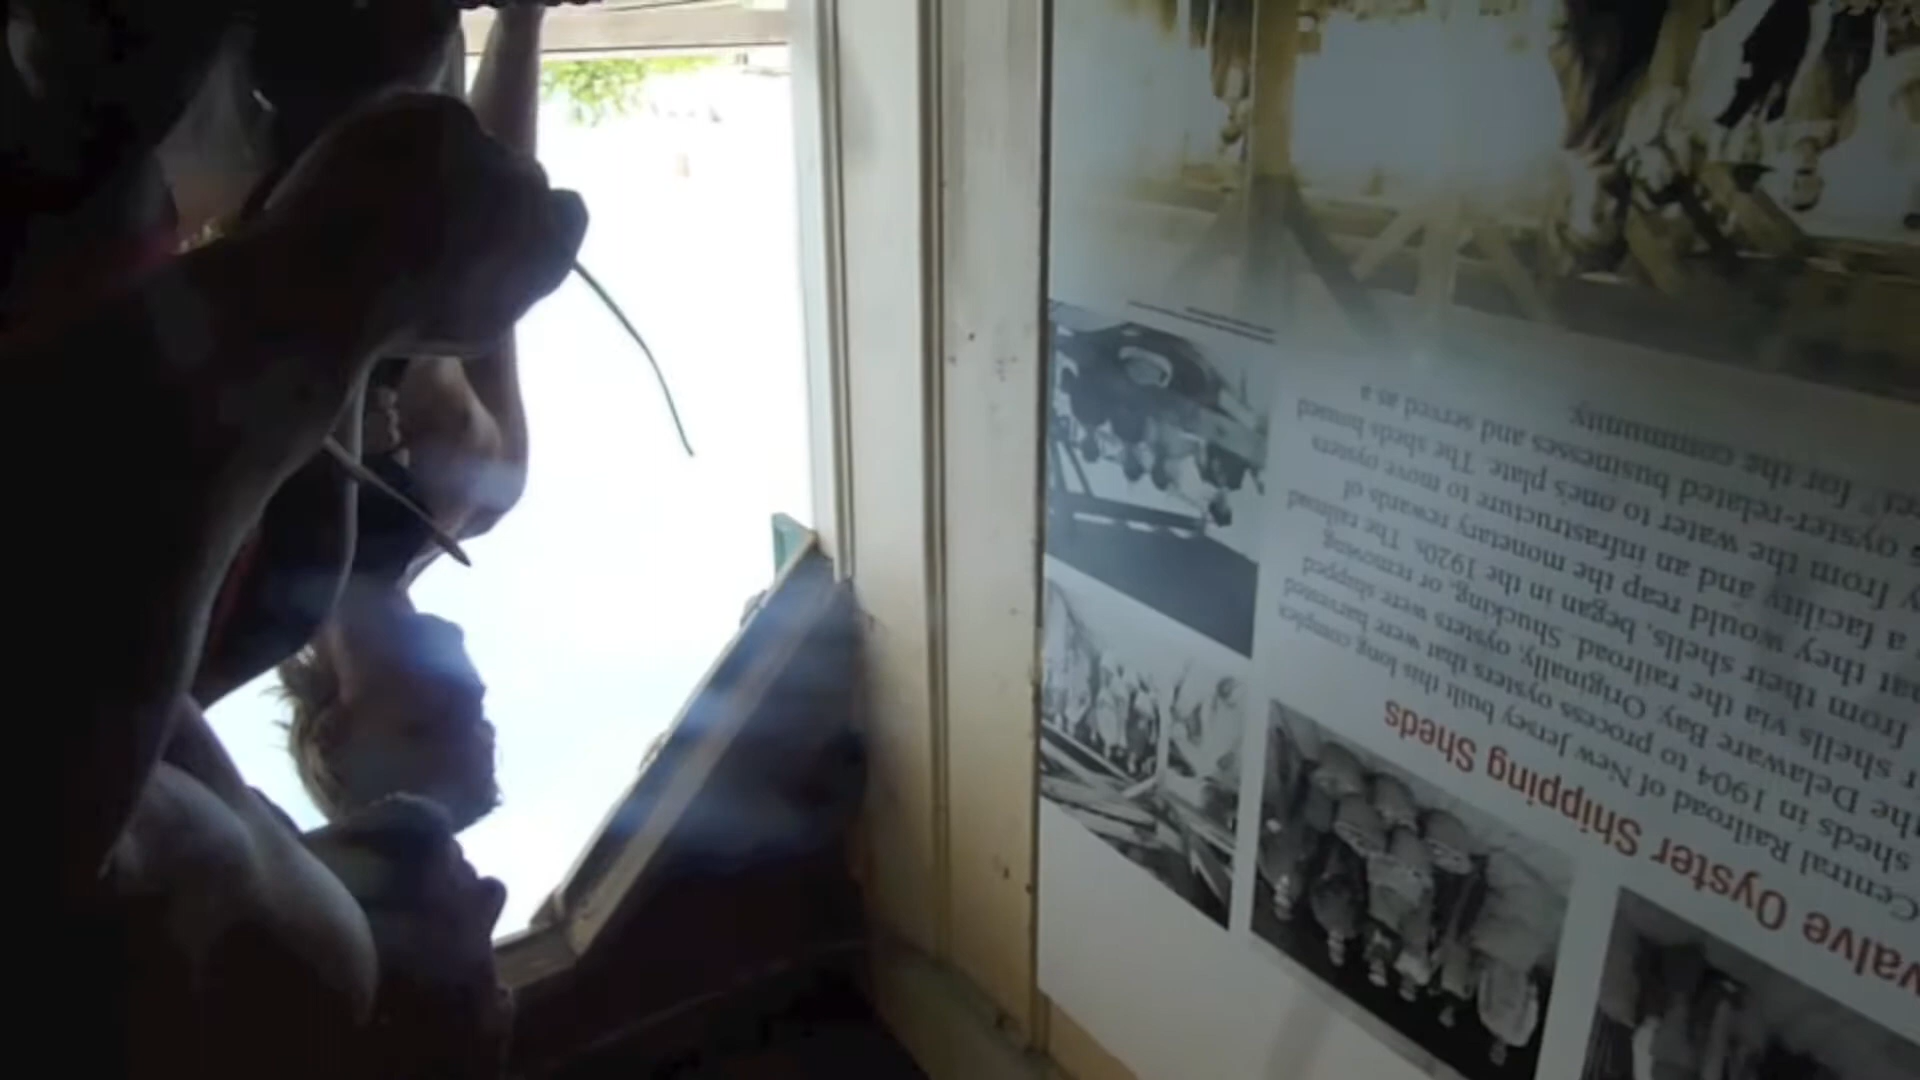 valve Oyster Shipping Sheds
Central Railroad of New Jersey built this long complex
sheds in 1904 to process oysters that were harvested
he Delaware Bay. Originally, oysters were shipped
r shells via the railroad. Shucking, or removing
from their shells, began in the 1920s. The railroad
hat they would reap the monetary rewards of
a facility and an infrastructure to move oysters
y from the water to one's plate. The sheds housed
s oyster-related businesses and served as a
for the community.